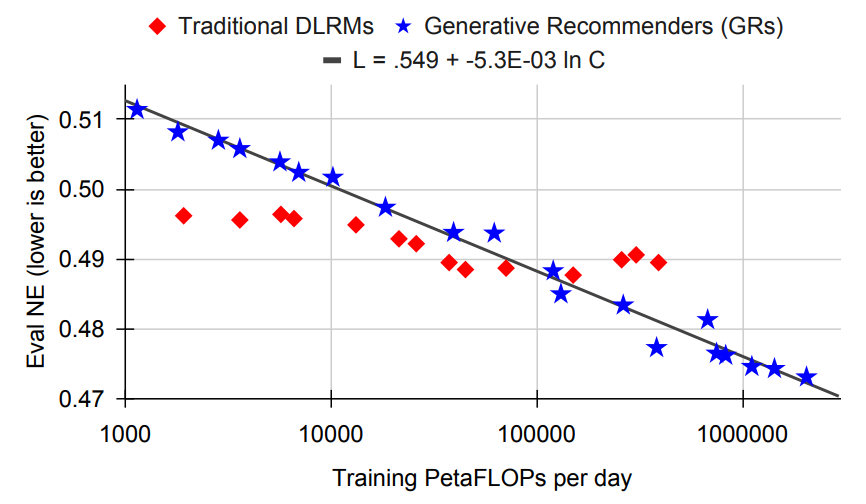 Traditional DLRMs Generative Recommenders (GRs)
L = .549 + -5.3E-03 ln C
Eval NE (lower is better)
0.51
0.50
0.49
0.48
0.47
1000 10000 100000 1000000
Training PetaFLOPs per day